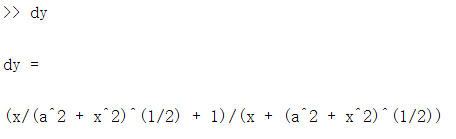 >> dy
dy =
(x/(a^2 + x^2)^(1/2) + 1)/(x + (a^2 + x^2)^(1/2))